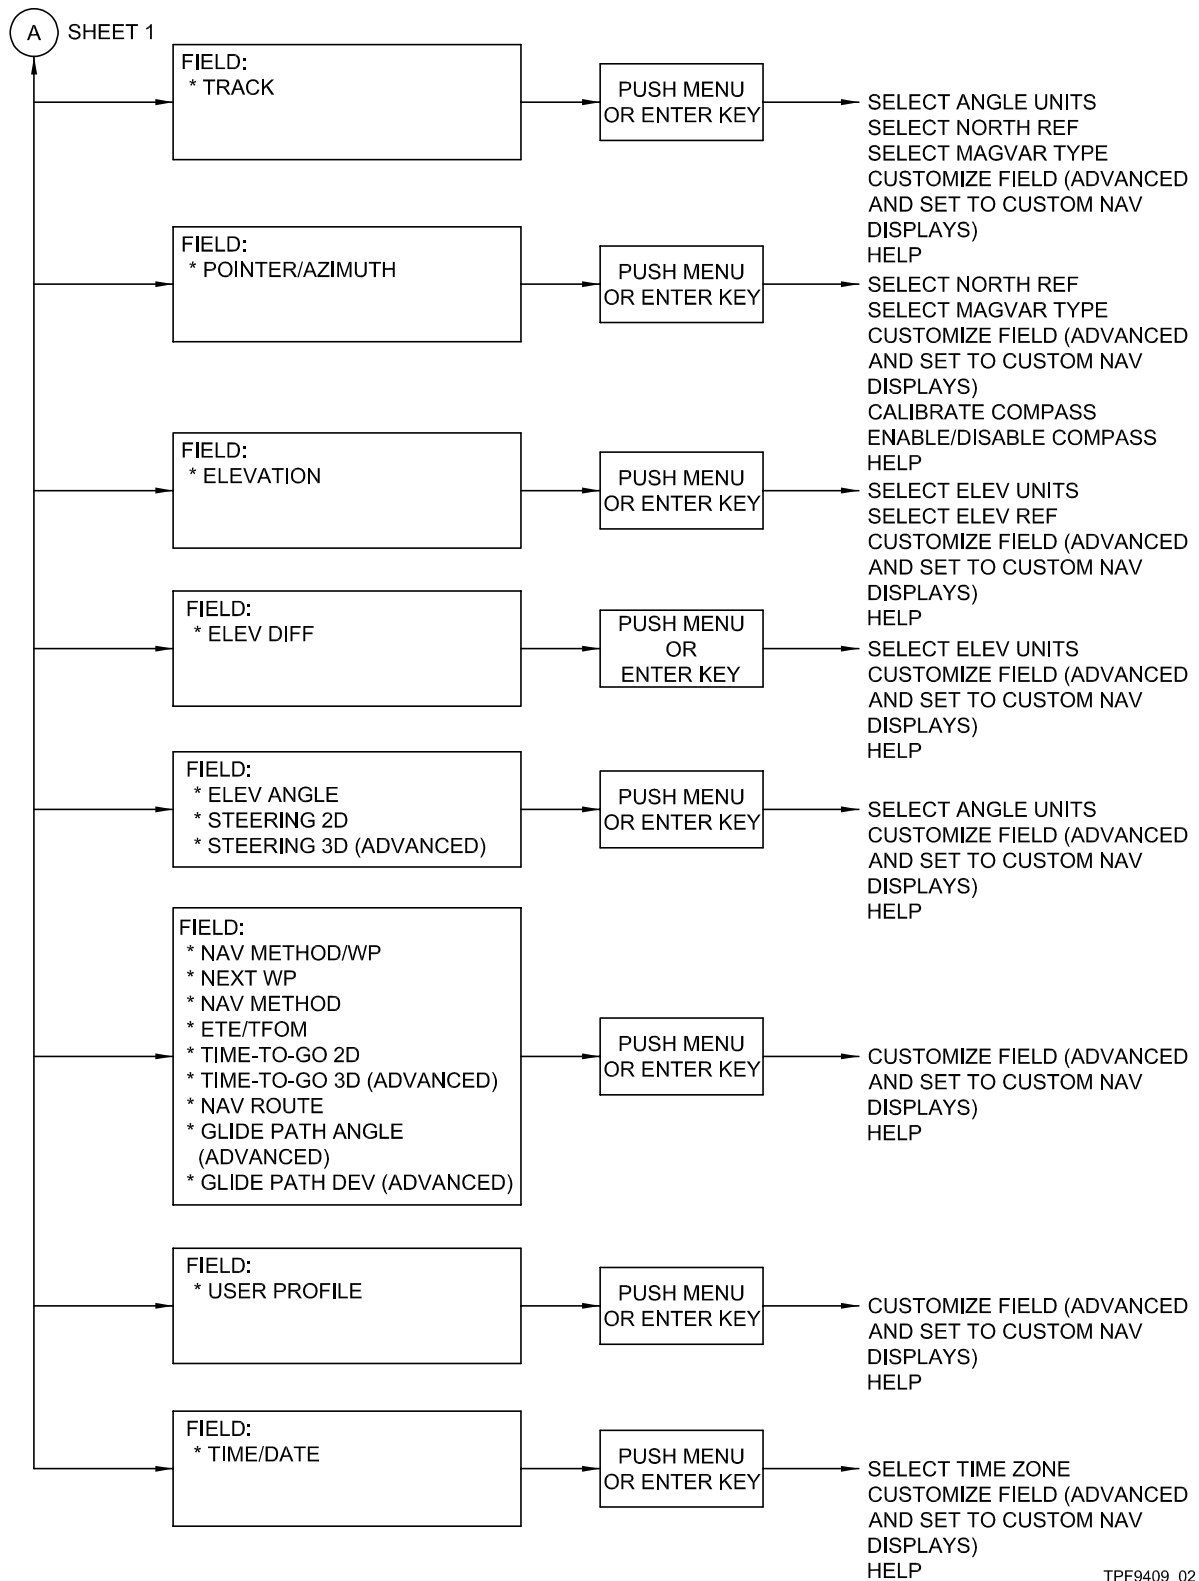 A SHEET 1
FIELD:
* TRACK
PUSH MENU
OR ENTER KEY
SELECT ANGLE UNITS
SELECT NORTH REF
SELECT MAGVAR TYPE
CUSTOMIZE FIELD (ADVANCED
AND SET TO CUSTOM NAV
DISPLAYS)
HELP
FIELD:
* POINTER/AZIMUTH
PUSH MENU
OR ENTER KEY
SELECT NORTH REF
SELECT MAGVAR TYPE
CUSTOMIZE FIELD (ADVANCED
AND SET TO CUSTOM NAV
DISPLAYS)
CALIBRATE COMPASS
ENABLE/DISABLE COMPASS
HELP
FIELD:
* ELEVATION
PUSH MENU
OR ENTER KEY
SELECT ELEV UNITS
SELECT ELEV REF
CUSTOMIZE FIELD (ADVANCED
AND SET TO CUSTOM NAV
DISPLAYS)
HELP
FIELD:
* ELEV DIFF
PUSH MENU
OR
ENTER KEY
SELECT ELEV UNITS
CUSTOMIZE FIELD (ADVANCED
AND SET TO CUSTOM NAV
DISPLAYS)
HELP
FIELD:
* ELEV ANGLE
* STEERING 2D
* STEERING 3D (ADVANCED)
PUSH MENU
OR ENTER KEY
SELECT ANGLE UNITS
CUSTOMIZE FIELD (ADVANCED
AND SET TO CUSTOM NAV
DISPLAYS)
HELP
FIELD:
* NAV METHOD/WP
* NEXT WP
* NAV METHOD
* ETE/TFOM
* TIME-TO-GO 2D
* TIME-TO-GO 3D (ADVANCED)
* NAV ROUTE
* GLIDE PATH ANGLE
(ADVANCED)
* GLIDE PATH DEV (ADVANCED)
PUSH MENU
OR ENTER KEY
CUSTOMIZE FIELD (ADVANCED
AND SET TO CUSTOM NAV
DISPLAYS)
HELP
FIELD:
* USER PROFILE
PUSH MENU
OR ENTER KEY
CUSTOMIZE FIELD (ADVANCED
AND SET TO CUSTOM NAV
DISPLAYS)
HELP
FIELD:
* TIME/DATE
PUSH MENU
OR ENTER KEY
SELECT TIME ZONE
CUSTOMIZE FIELD (ADVANCED
AND SET TO CUSTOM NAV
DISPLAYS)
HELP
TPF9409_02